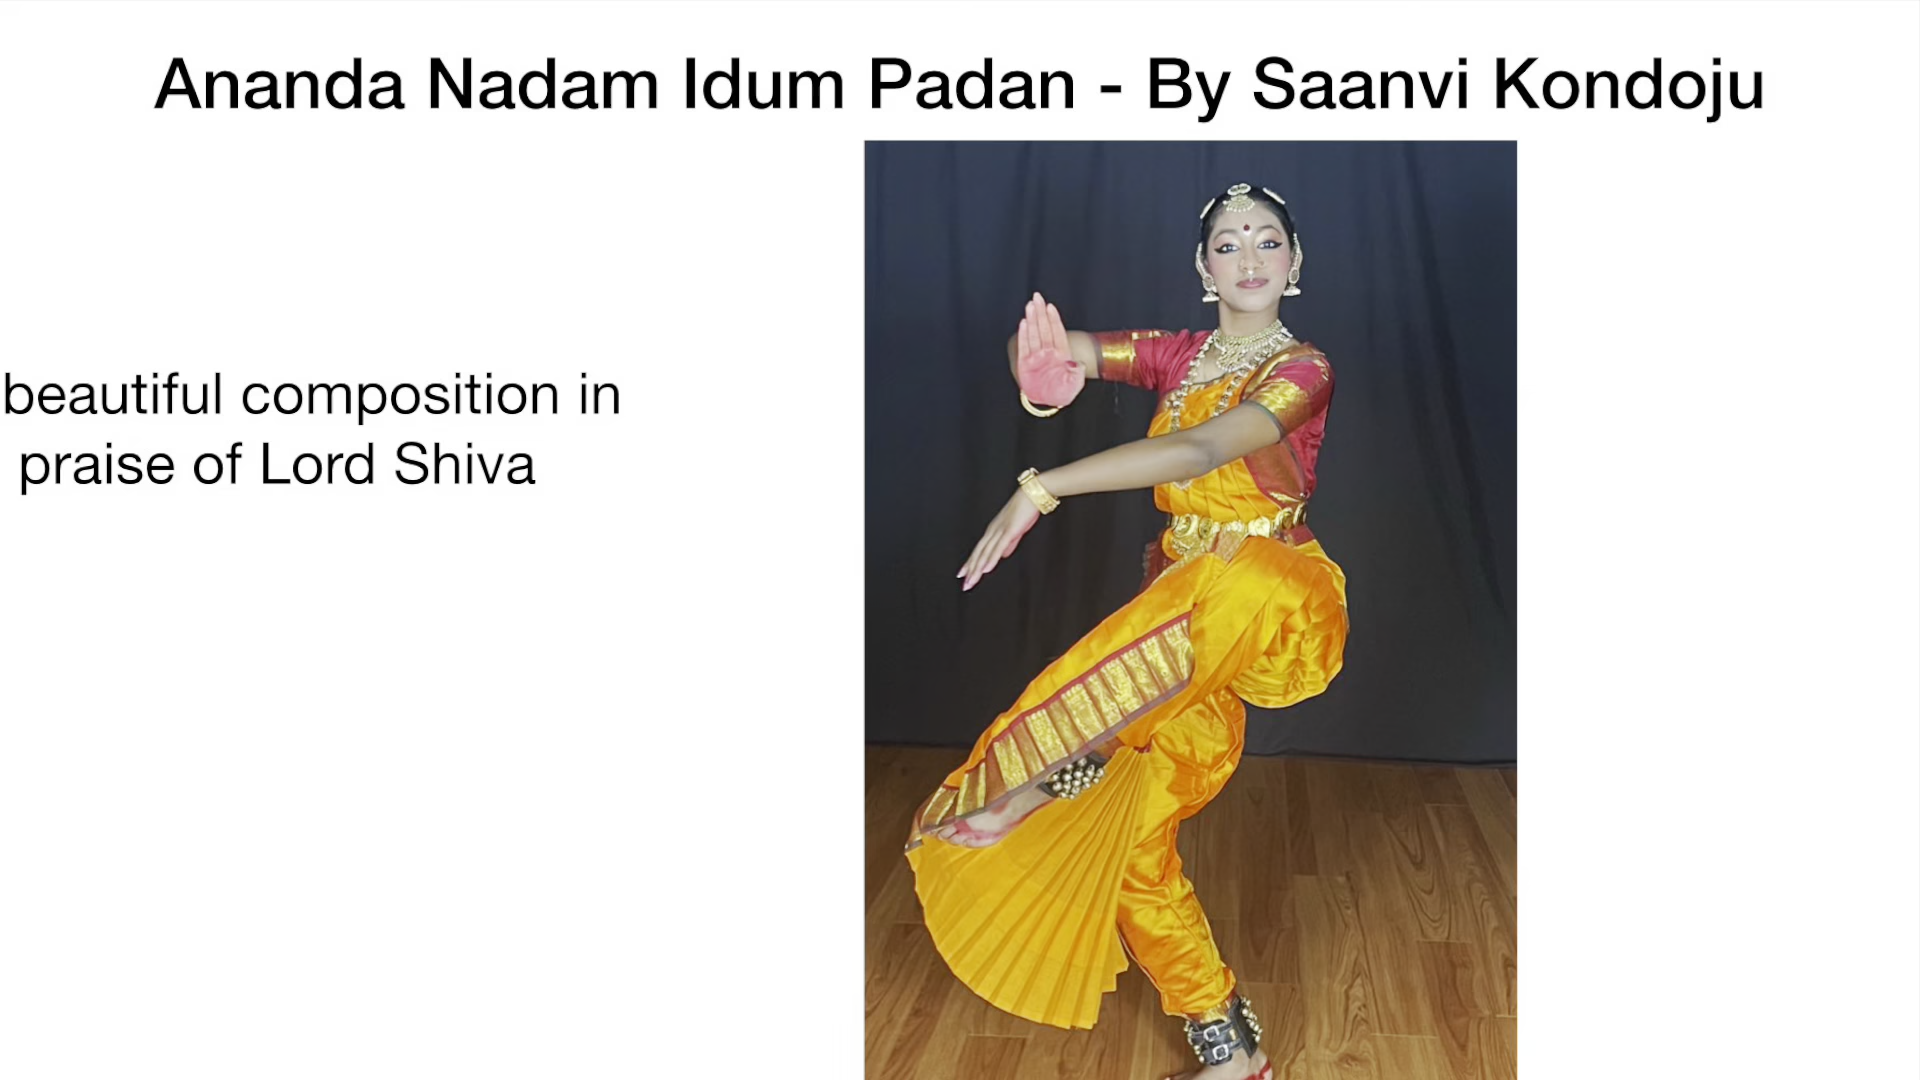 Ananda Nadam Idum Padan - By Saanvi Kondoju
beautiful composition in
praise of Lord Shiva